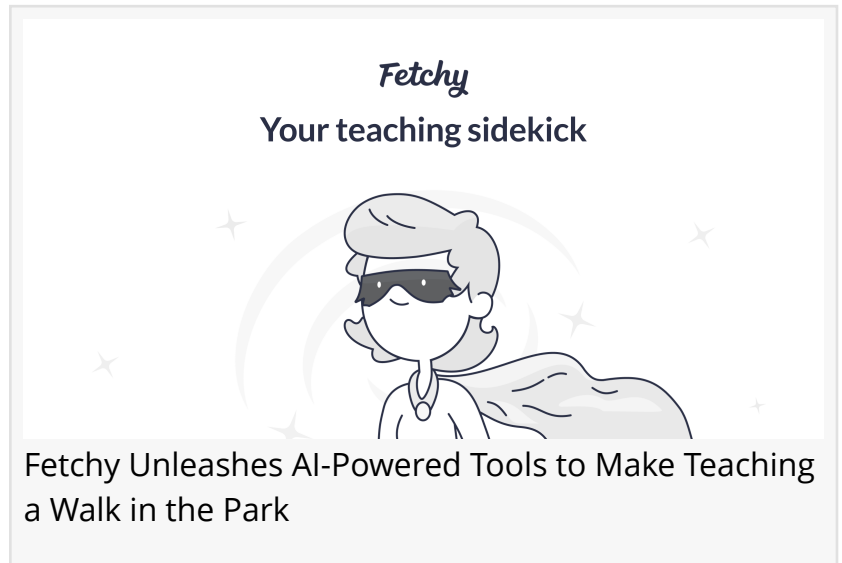 Fetchy
Your teaching sidekick
Fetchy Unleashes AI-Powered Tools to Make Teaching
a Walk in the Park